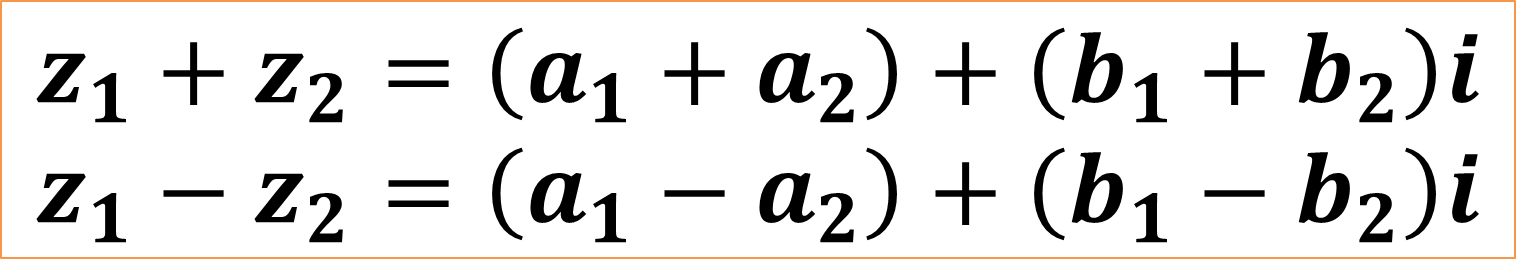 z₁ + z₂ = (a₁ + a₂) + (b₁ + b₂)i
z₁ − z₂ = (a₁ − a₂) + (b₁ − b₂)i